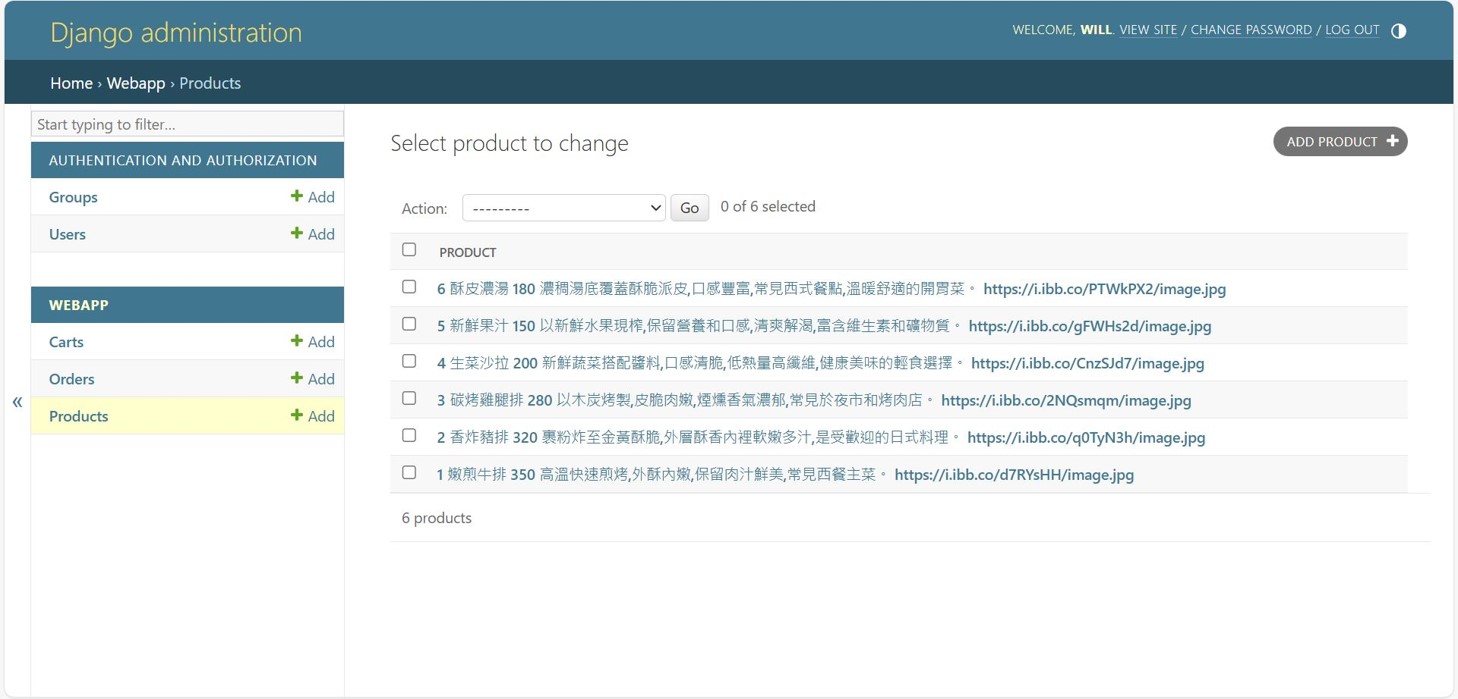 Django administration
WELCOME, WILL. VIEW SITE / CHANGE PASSWORD / LOG OUT
Home › Webapp › Products
Start typing to filter...
AUTHENTICATION AND AUTHORIZATION
Groups + Add
Users + Add
WEBAPP
Carts + Add
Orders + Add
Products + Add
«
Select product to change
ADD PRODUCT +
Action: --------- Go 0 of 6 selected
PRODUCT
6 酥皮濃湯 180 濃稠湯底覆蓋酥脆派皮,口感豐富,常見西式餐點,溫暖舒適的開胃菜。 https://i.ibb.co/PTWkPX2/image.jpg
5 新鮮果汁 150 以新鮮水果現榨,保留營養和口感,清爽解渴,富含維生素和礦物質。 https://i.ibb.co/gFWHs2d/image.jpg
4 生菜沙拉 200 新鮮蔬菜搭配醬料,口感清脆,低熱量高纖維,健康美味的輕食選擇。 https://i.ibb.co/CnzSJd7/image.jpg
3 碳烤雞腿排 280 以木炭烤製,皮脆肉嫩,煙燻香氣濃郁,常見於夜市和烤肉店。 https://i.ibb.co/2NQsmqm/image.jpg
2 香炸豬排 320 裹粉炸至金黃酥脆,外層酥香內裡軟嫩多汁,是受歡迎的日式料理。 https://i.ibb.co/q0TyN3h/image.jpg
1 嫩煎牛排 350 高溫快速煎烤,外酥內嫩,保留肉汁鮮美,常見西餐主菜。 https://i.ibb.co/d7RYsHH/image.jpg
6 products